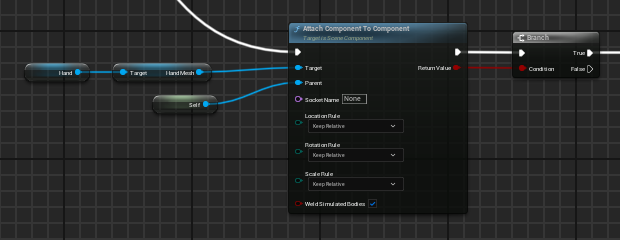 Attach Component To Component
Target is Scene Component
Branch
True
Hand
Target
Hand Mesh
Target
Return Value
Condition
False
Parent
Self
Socket Name
None
Location Rule
Keep Relative
Rotation Rule
Keep Relative
Scale Rule
Keep Relative
Weld Simulated Bodies